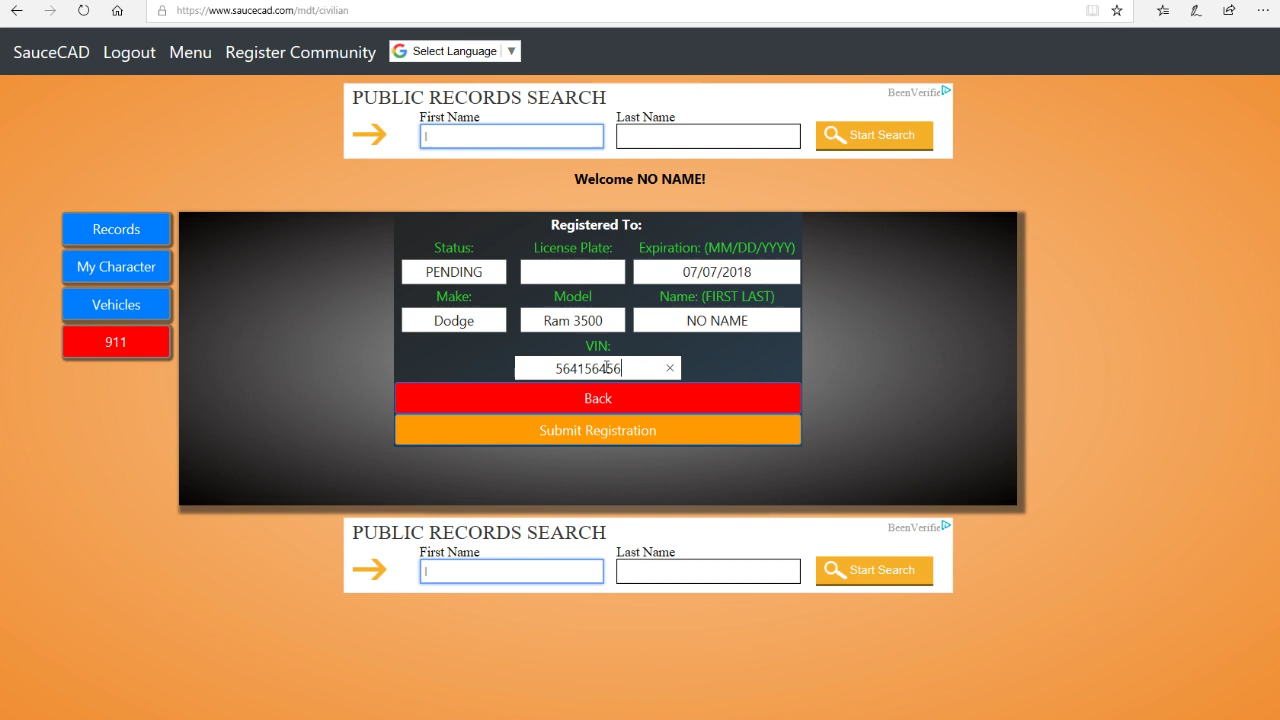 https://www.saucecad.com/mdt/civilian
SauceCAD Logout Menu Register Community Select Language ▼
PUBLIC RECORDS SEARCH
BeenVerifie
First Name Last Name
Start Search
Welcome NO NAME!
Records
My Character
Vehicles
911
Registered To:
Status: License Plate: Expiration: (MM/DD/YYYY)
PENDING 07/07/2018
Make: Model Name: (FIRST LAST)
Dodge Ram 3500 NO NAME
VIN:
564156456 ×
Back
Submit Registration
PUBLIC RECORDS SEARCH
BeenVerifie
First Name Last Name
Start Search